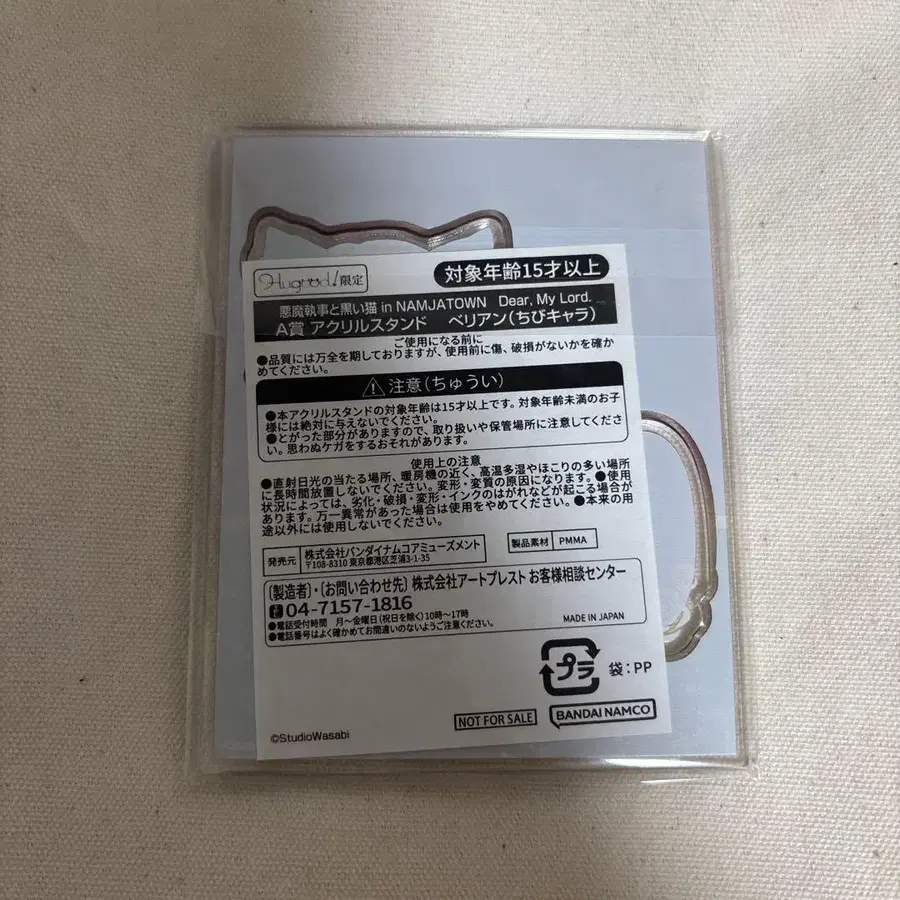 Hugood!限定
対象年齢15才以上
悪魔執事と黒い猫 in NAMJATOWN Dear, My Lord.
A賞 アクリルスタンド ベリアン(ちびキャラ)
ご使用になる前に
●品質には万全を期しておりますが、使用前に傷、破損がないかを確か
めてください。
注意(ちゅうい)
●本アクリルスタンドの対象年齢は15才以上です。対象年齢未満のお子
様には絶対に与えないでください。
●とがった部分がありますので、取り扱いや保管場所に注意してくださ
い。思わぬケガをするおそれがあります。
使用上の注意
●直射日光の当たる場所、暖房機の近く、高温多湿やほこりの多い場所
に長時間放置しないでください。変形・変質の原因になります。●使用
状況によっては、劣化・破損・変形・インクのはがれなどが起こる場合が
あります。万一異常があった場合は使用をやめてください。●本来の用
途以外には使用しないでください。
発売元 株式会社バンダイナムコアミューズメント
〒108-8310 東京都港区芝浦3-1-35
製品素材 PMMA
〔製造者〕・〔お問い合わせ先〕 株式会社アートプレスト お客様相談センター
04-7157-1816
●電話受付時間 月〜金曜日(祝日を除く)10時〜17時
●電話番号はよく確かめてお間違いのないようご注意ください。
MADE IN JAPAN
プラ 袋:PP
NOT FOR SALE
BANDAI NAMCO
©StudioWasabi